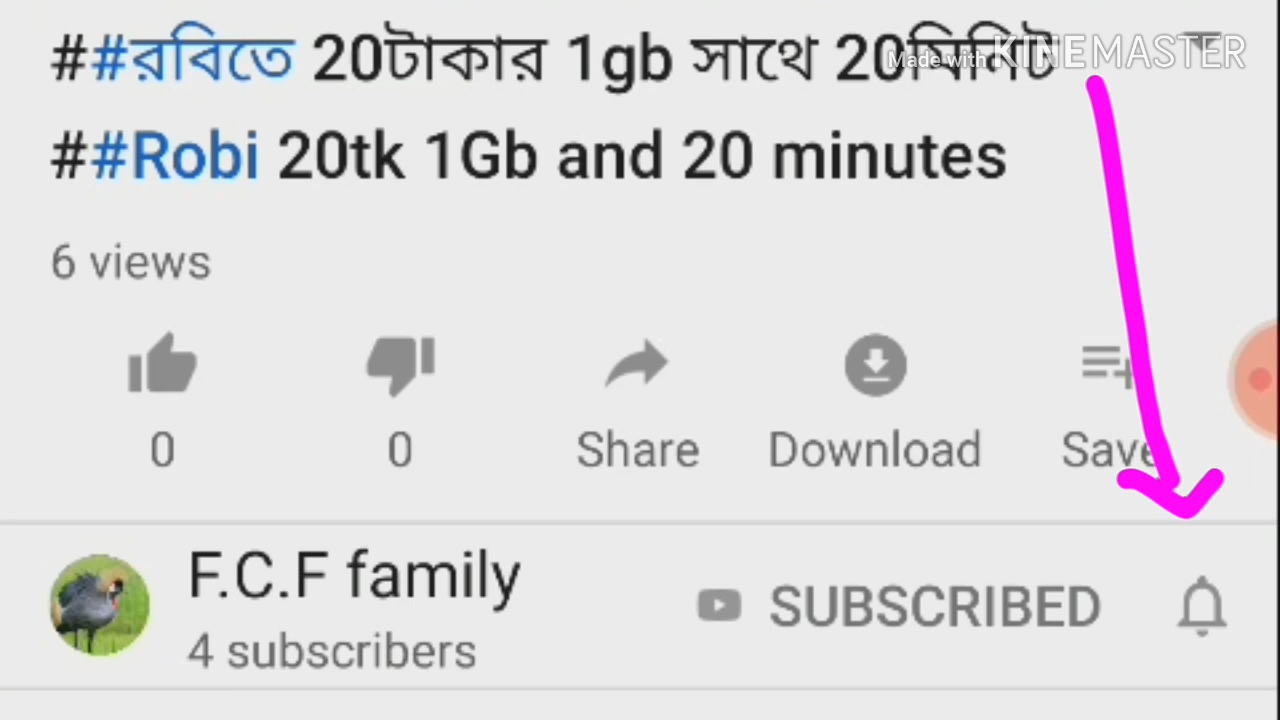 ##রবিতে 20টাকার 1gb সাথে 20মিনিট
Made with KINEMASTER
##Robi 20tk 1Gb and 20 minutes
6 views
0 0 Share Download Save
F.C.F family
4 subscribers
SUBSCRIBED